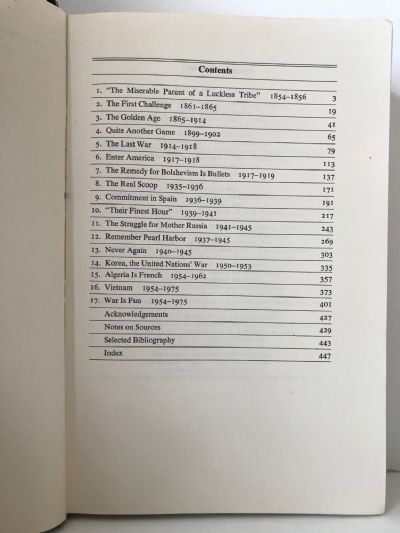 Contents
1. "The Miserable Parent of a Luckless Tribe" 1854–1856 3
2. The First Challenge 1861–1865 19
3. The Golden Age 1865–1914 41
4. Quite Another Game 1899–1902 65
5. The Last War 1914–1918 79
6. Enter America 1917–1918 113
7. The Remedy for Bolshevism Is Bullets 1917–1919 137
8. The Real Scoop 1935–1936 171
9. Commitment in Spain 1936–1939 191
10. "Their Finest Hour" 1939–1941 217
11. The Struggle for Mother Russia 1941–1945 243
12. Remember Pearl Harbor 1937–1945 269
13. Never Again 1940–1945 303
14. Korea, the United Nations' War 1950–1953 335
15. Algeria Is French 1954–1962 357
16. Vietnam 1954–1975 373
17. War Is Fun 1954–1975 401
Acknowledgements 427
Notes on Sources 429
Selected Bibliography 443
Index 447